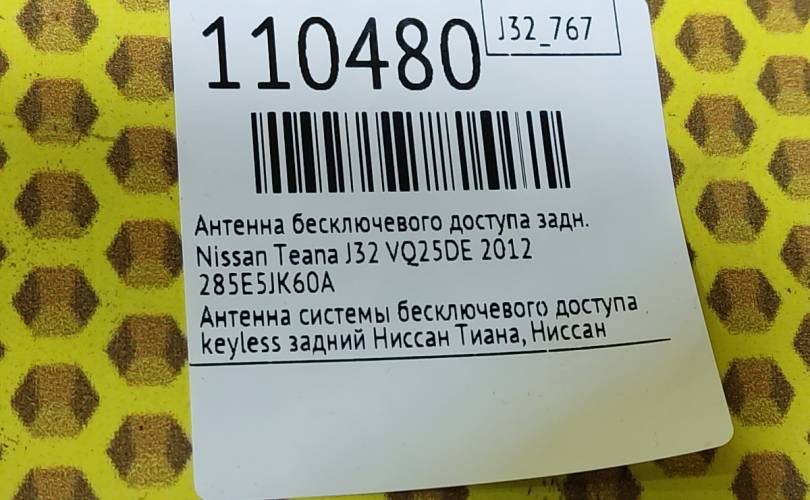 110480
J32_767
Антенна бесключевого доступа задн.
Nissan Teana J32 VQ25DE 2012
285E5JK60A
Антенна системы бесключевого доступа
keyless задний Ниссан Тиана, Ниссан